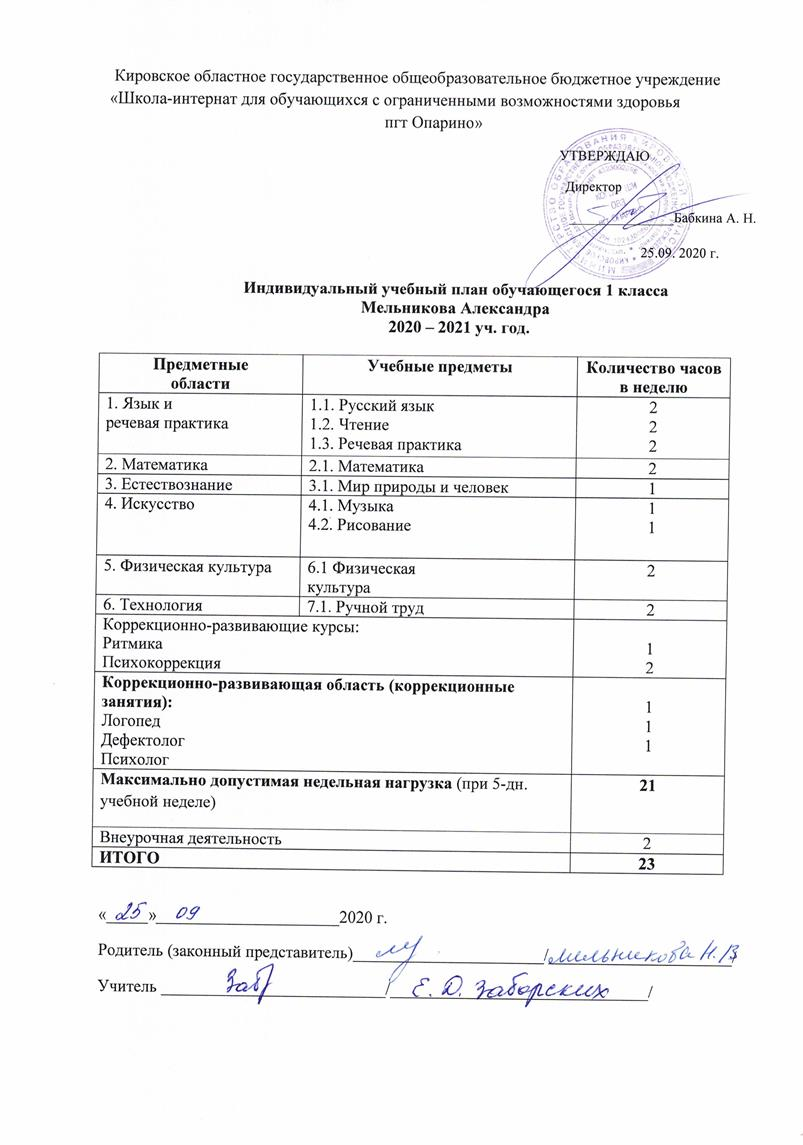 Кировское областное государственное общеобразовательное бюджетное учреждение
«Школа-интернат для обучающихся с ограниченными возможностями здоровья
пгт Опарино»
УТВЕРЖДАЮ
Директор
Бабкина А. Н.
25.09. 2020 г.
Индивидуальный учебный план обучающегося 1 класса
Мельникова Александра
2020 – 2021 уч. год.
Предметные области Учебные предметы Количество часов в неделю
1. Язык и речевая практика
1.1. Русский язык 2
1.2. Чтение 2
1.3. Речевая практика 2
2. Математика 2.1. Математика 2
3. Естествознание 3.1. Мир природы и человек 1
4. Искусство 4.1. Музыка 1
4.2. Рисование 1
5. Физическая культура 6.1 Физическая культура 2
6. Технология 7.1. Ручной труд 2
Коррекционно-развивающие курсы:
Ритмика 1
Психокоррекция 2
Коррекционно-развивающая область (коррекционные
занятия):
Логопед 1
Дефектолог 1
Психолог 1
Максимально допустимая недельная нагрузка (при 5-дн. 21
учебной неделе)
Внеурочная деятельность 2
ИТОГО 23
«25» 09 2020 г.
Родитель (законный представитель) / Мельникова Н. В
Учитель / Е. Д. Заборских /